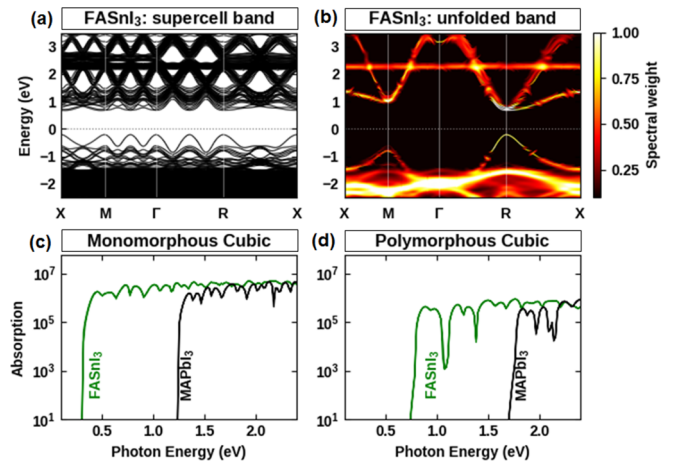 (a) FASnI3: supercell band
(b) FASnI3: unfolded band
Energy (eV)
3
2
1
0
−1
−2
X M Γ R X
3
2
1
0
−1
−2
X M Γ R X
1.00
0.75
0.50
0.25
Spectral weight
(c) Monomorphous Cubic
(d) Polymorphous Cubic
Absorption
10^7
10^5
10^3
10^1
FASnI3
MAPbI3
0.5 1.0 1.5 2.0
Photon Energy (eV)
10^7
10^5
10^3
10^1
FASnI3
MAPbI3
0.5 1.0 1.5 2.0
Photon Energy (eV)